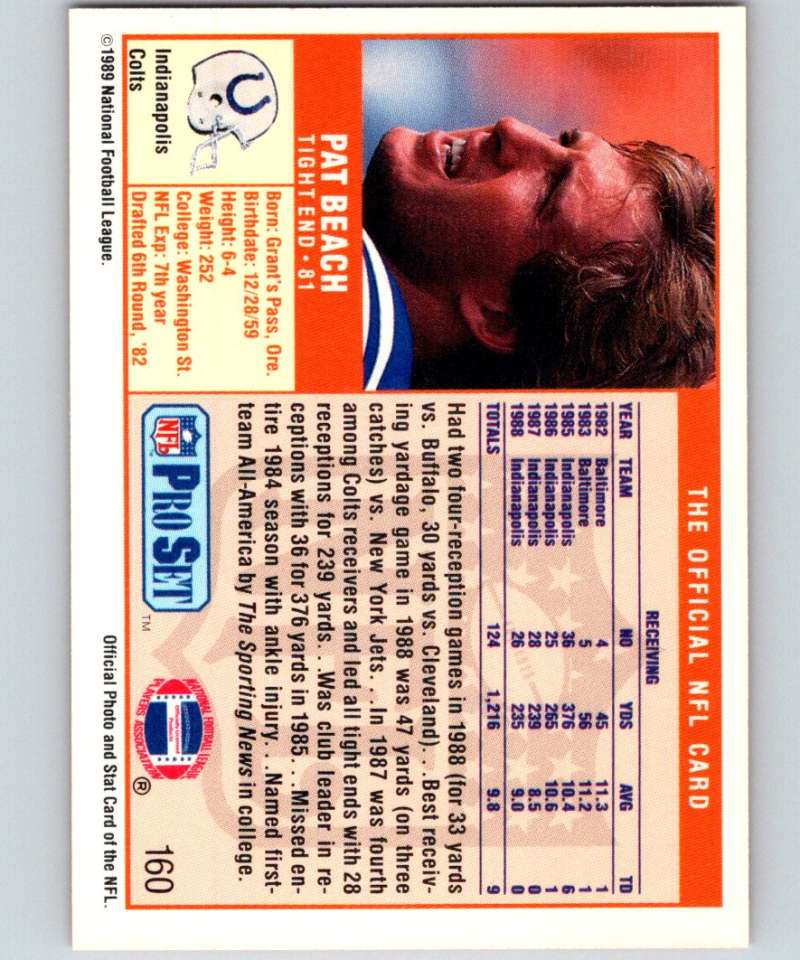 THE OFFICIAL NFL CARD
PAT BEACH
TIGHT END • 81
Indianapolis
Colts
Born: Grant's Pass, Ore.
Birthdate: 12/28/59
Height: 6-4
Weight: 252
College: Washington St.
NFL Exp: 7th year
Drafted 6th Round, '82
RECEIVING
YEAR TEAM NO YDS AVG TD
1982 Baltimore 4 45 11.3 1
1983 Baltimore 5 56 11.2 1
1985 Indianapolis 36 376 10.4 6
1986 Indianapolis 25 265 10.6 1
1987 Indianapolis 28 239 8.5 0
1988 Indianapolis 26 235 9.0 0
TOTALS 124 1,216 9.8 9
Had two four-reception games in 1988 (for 33 yards
vs. Buffalo, 30 yards vs. Cleveland). . .Best receiv-
ing yardage game in 1988 was 47 yards (on three
catches) vs. New York Jets. . .In 1987 was fourth
among Colts receivers and led all tight ends with 28
receptions for 239 yards. . .Was club leader in re-
ceptions with 36 for 376 yards in 1985. . .Missed en-
tire 1984 season with ankle injury. . .Named first-
team All-America by The Sporting News in college.
NFL
PRO SET
TM
NATIONAL FOOTBALL LEAGUE
Officially Licensed
Product
PLAYERS ASSOCIATION
®
160
©1989 National Football League.
Official Photo and Stat Card of the NFL.